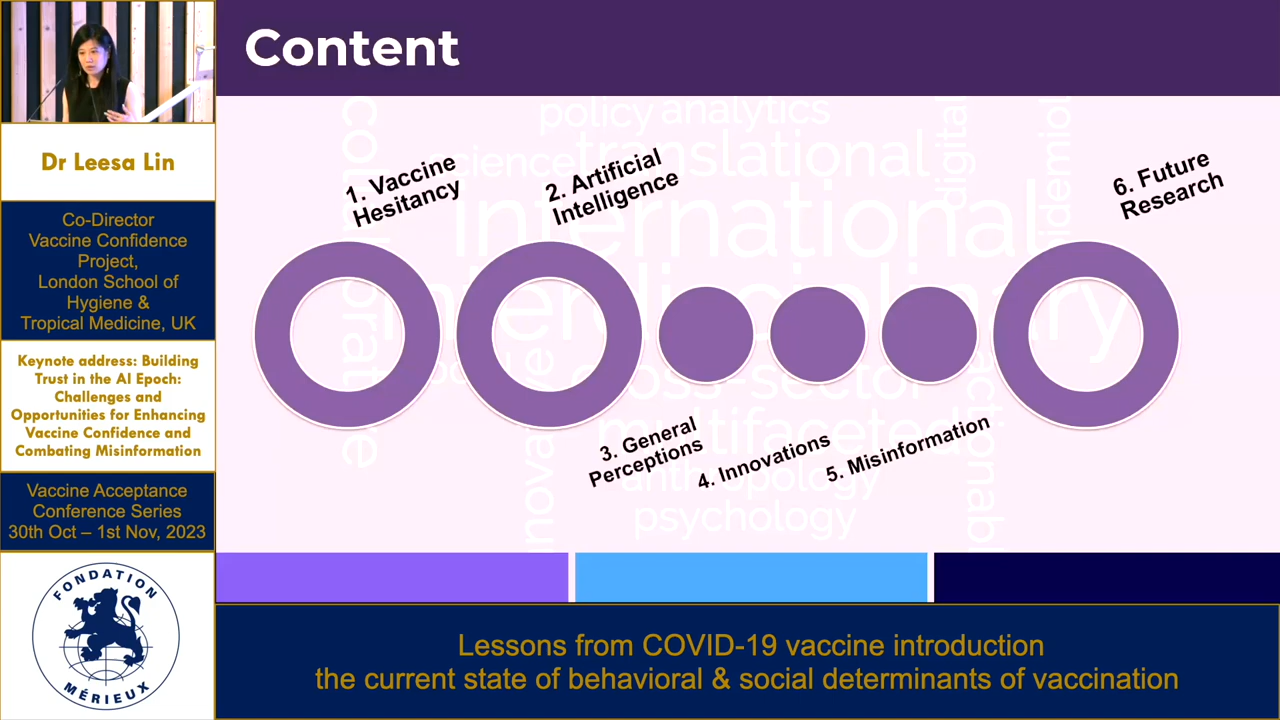 Content
Dr Leesa Lin
Co-Director
Vaccine Confidence
Project,
London School of
Hygiene &
Tropical Medicine, UK
Keynote address: Building
Trust in the AI Epoch:
Challenges and
Opportunities for Enhancing
Vaccine Confidence and
Combating Misinformation
Vaccine Acceptance
Conference Series
30th Oct – 1st Nov, 2023
FONDATION
MÉRIEUX
policy analytics
science translational
digital
international
interdisciplinary
cross-sector
multifaceted
anthropology
psychology
1. Vaccine
Hesitancy
2. Artificial
Intelligence
3. General
Perceptions
4. Innovations
5. Misinformation
6. Future
Research
Lessons from COVID-19 vaccine introduction
the current state of behavioral & social determinants of vaccination